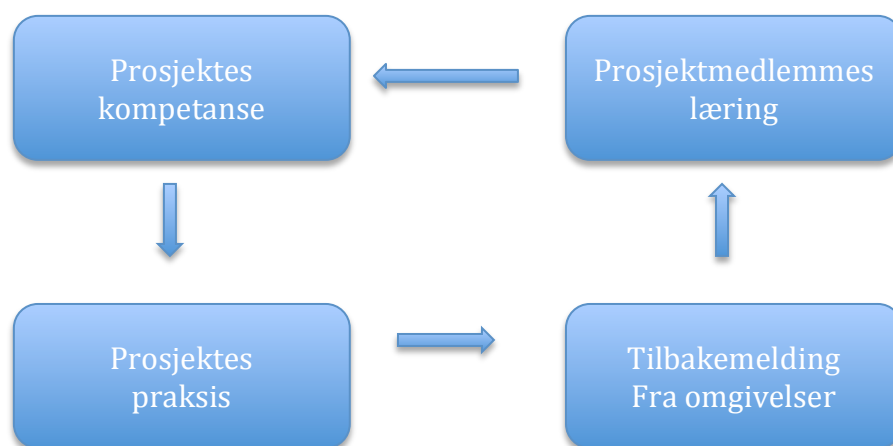 Prosjektes
kompetanse
Prosjektmedlemmes
læring
Prosjektes
praksis
Tilbakemelding
Fra omgivelser